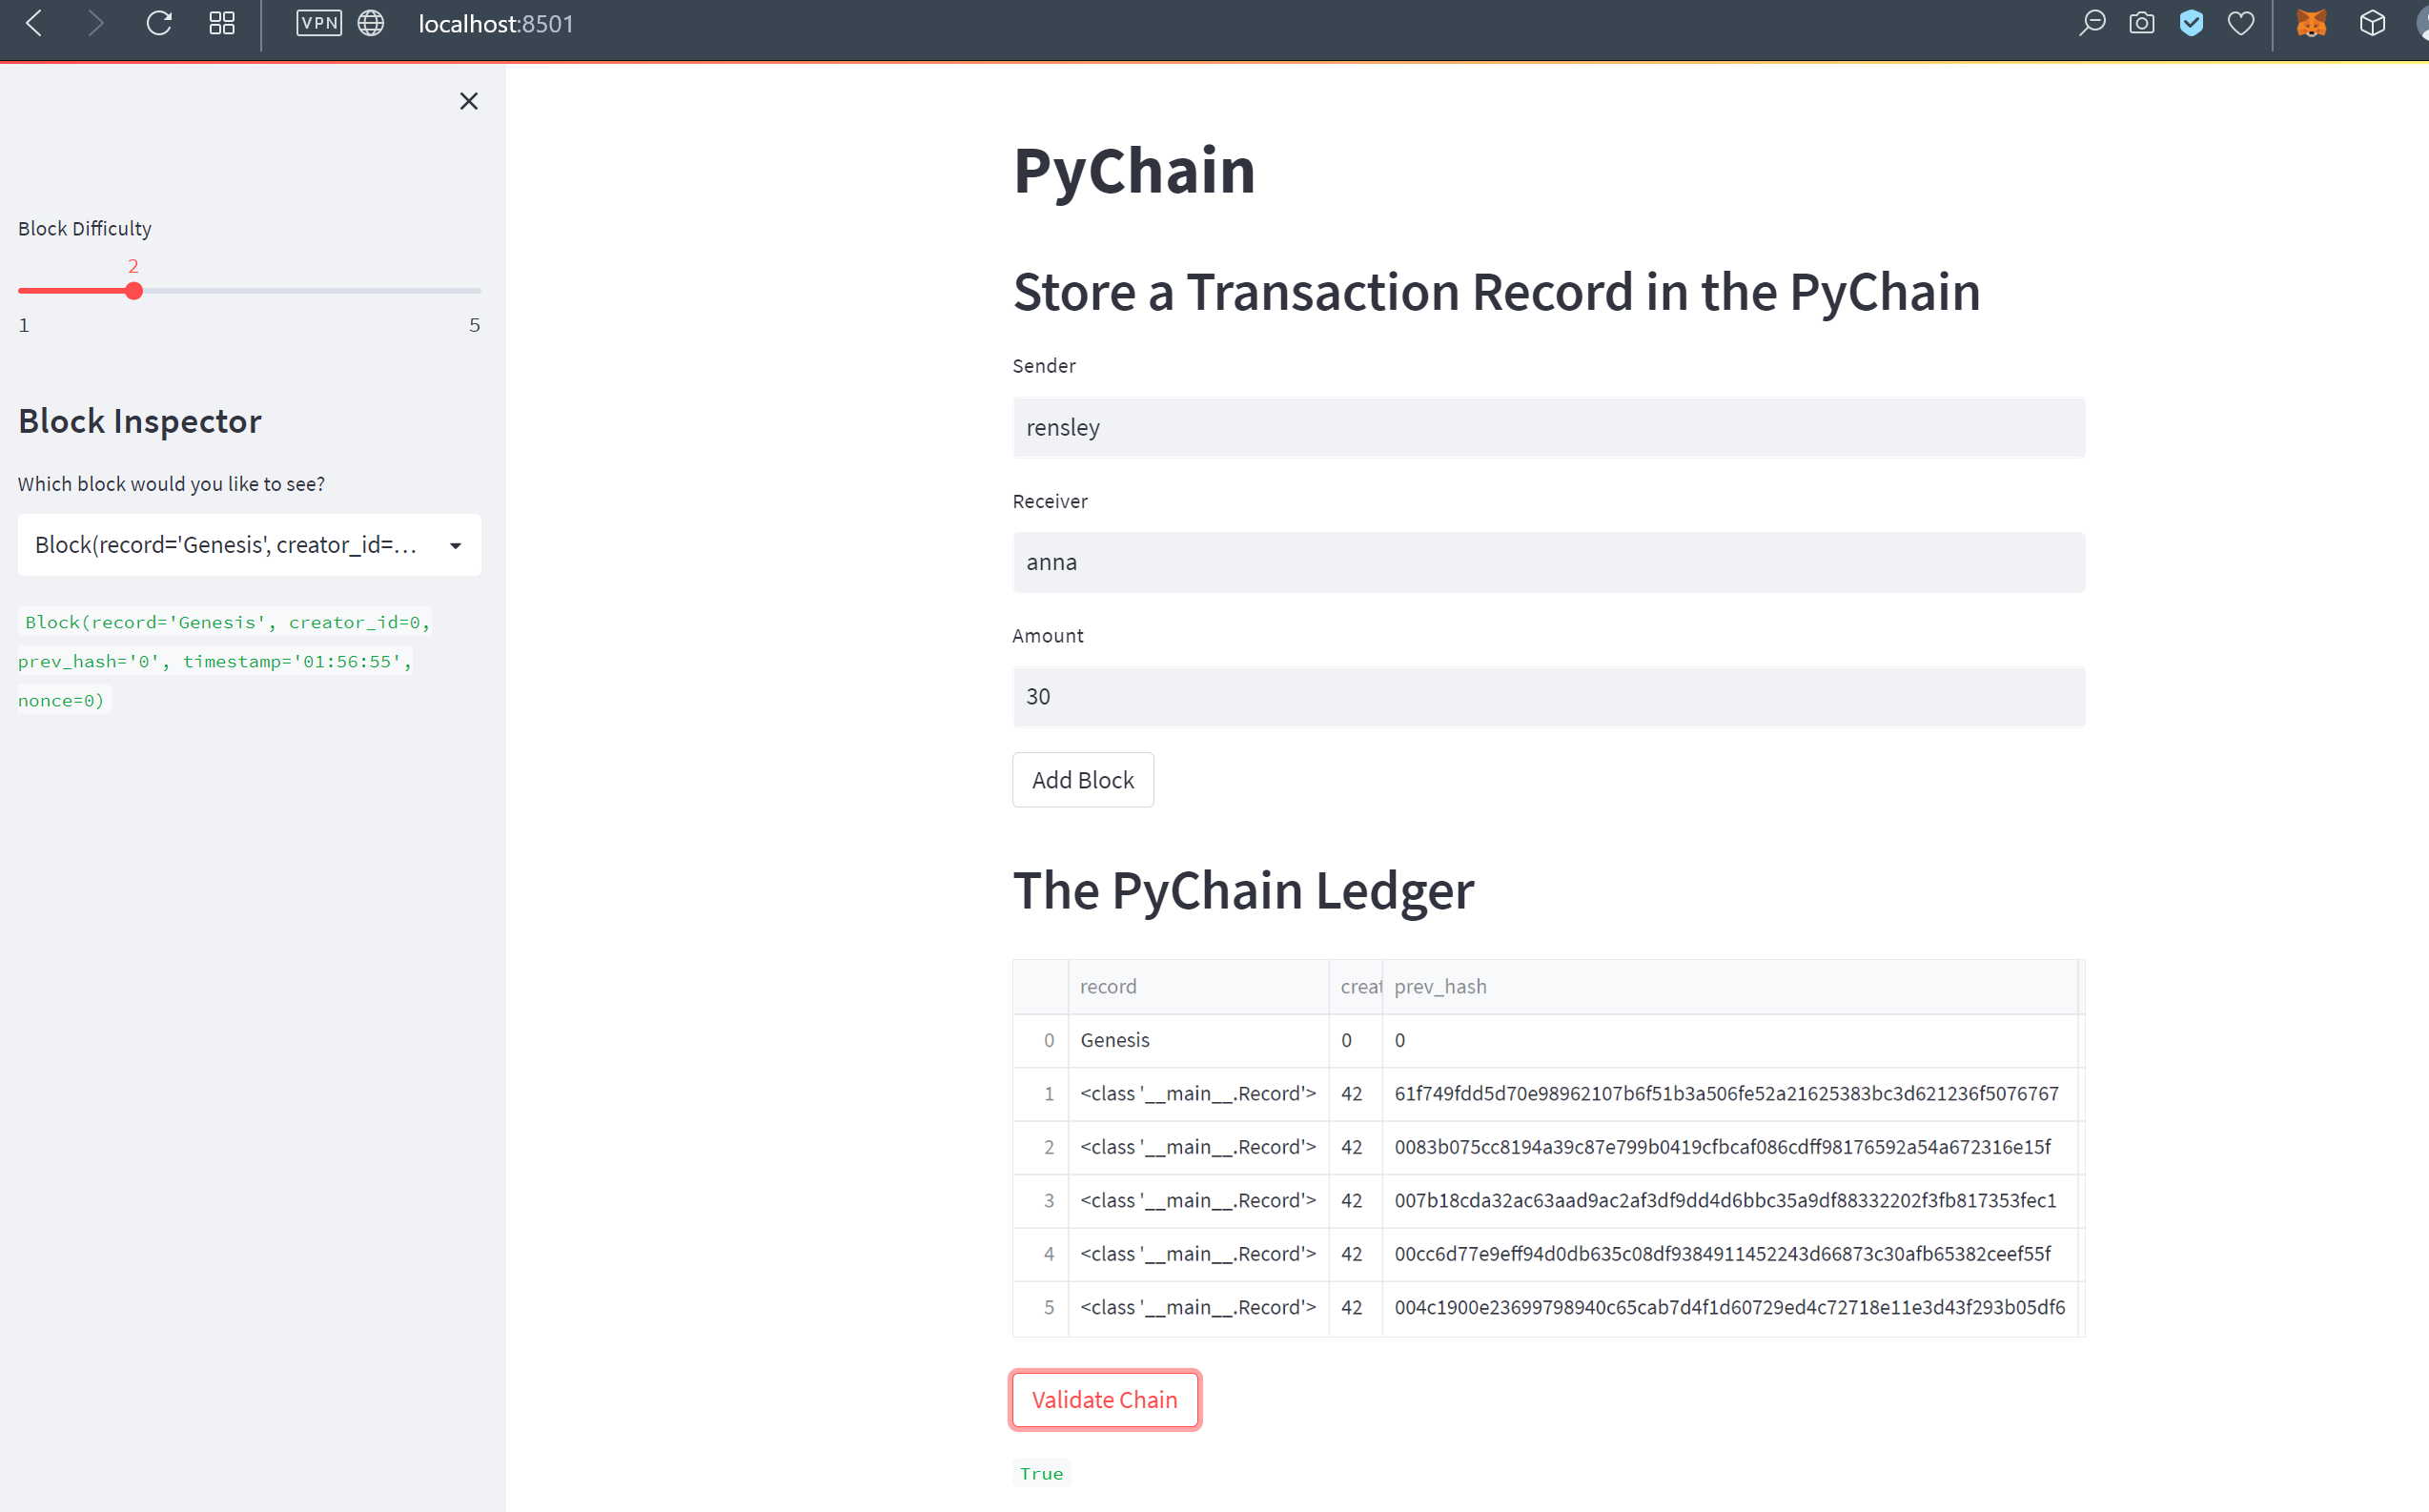 VPN localhost:8501
Block Difficulty
2
1 5
Block Inspector
Which block would you like to see?
Block(record='Genesis', creator_id=...
Block(record='Genesis', creator_id=0,
prev_hash='0', timestamp='01:56:55',
nonce=0)
PyChain
Store a Transaction Record in the PyChain
Sender
rensley
Receiver
anna
Amount
30
Add Block
The PyChain Ledger
record creat prev_hash
0 Genesis 0 0
1 <class '__main__.Record'> 42 61f749fdd5d70e98962107b6f51b3a506fe52a21625383bc3d621236f5076767
2 <class '__main__.Record'> 42 0083b075cc8194a39c87e799b0419cfbcaf086cdff98176592a54a672316e15f
3 <class '__main__.Record'> 42 007b18cda32ac63aad9ac2af3df9dd4d6bbc35a9df88332202f3fb817353fec1
4 <class '__main__.Record'> 42 00cc6d77e9eff94d0db635c08df9384911452243d66873c30afb65382ceef55f
5 <class '__main__.Record'> 42 004c1900e23699798940c65cab7d4f1d60729ed4c72718e11e3d43f293b05df6
Validate Chain
True